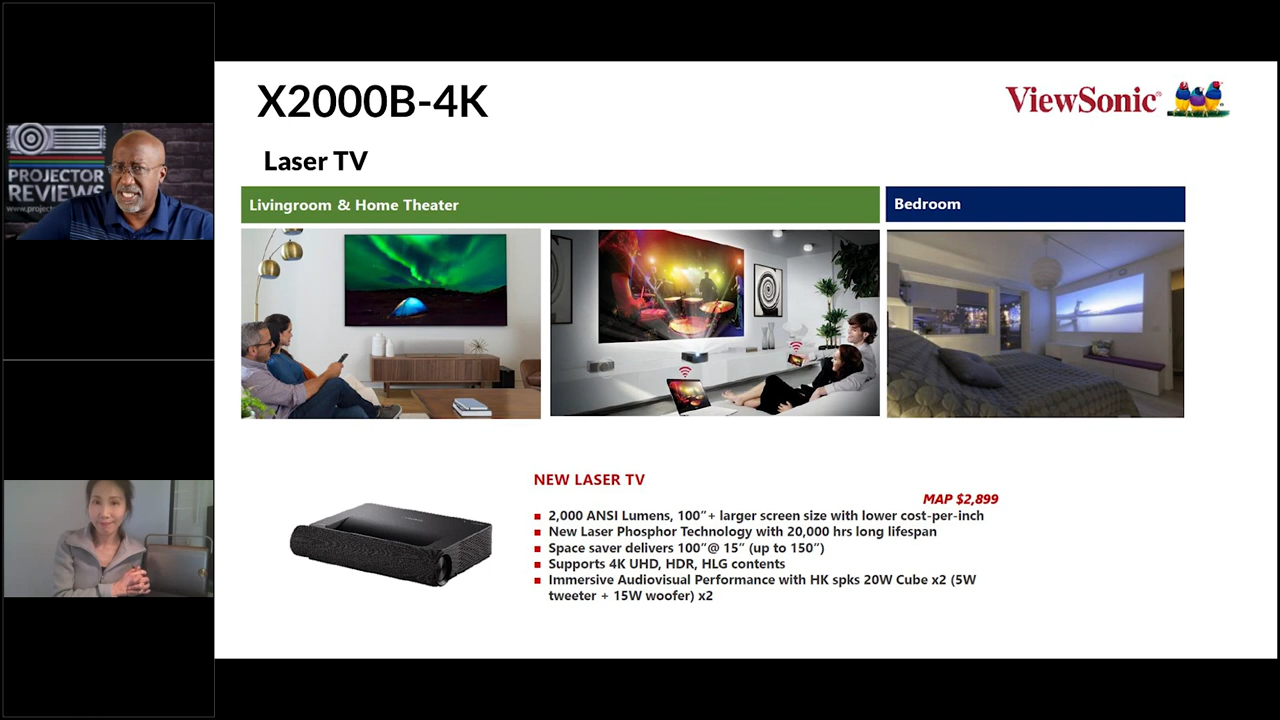 X2000B-4K
ViewSonic
Laser TV
Livingroom & Home Theater
Bedroom
PROJECTOR
REVIEWS
NEW LASER TV
MAP $2,899
2,000 ANSI Lumens, 100”+ larger screen size with lower cost-per-inch
New Laser Phosphor Technology with 20,000 hrs long lifespan
Space saver delivers 100”@ 15” (up to 150”)
Supports 4K UHD, HDR, HLG contents
Immersive Audiovisual Performance with HK spks 20W Cube x2 (5W
tweeter + 15W woofer) x2